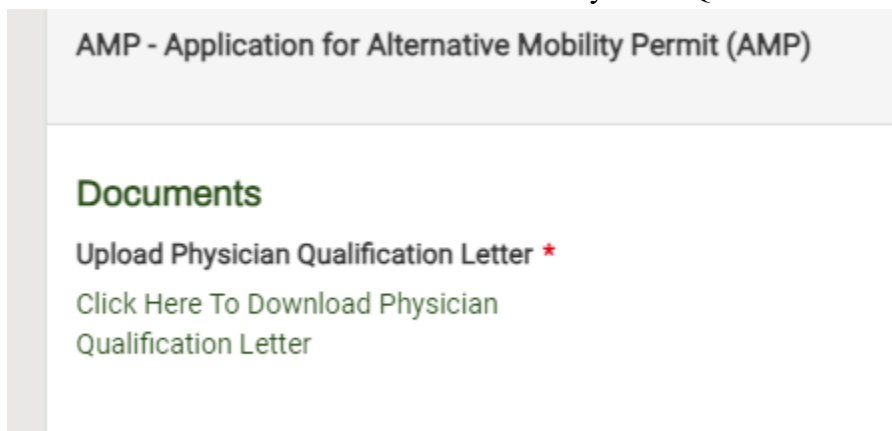 AMP - Application for Alternative Mobility Permit (AMP)
Documents
Upload Physician Qualification Letter *
Click Here To Download Physician
Qualification Letter